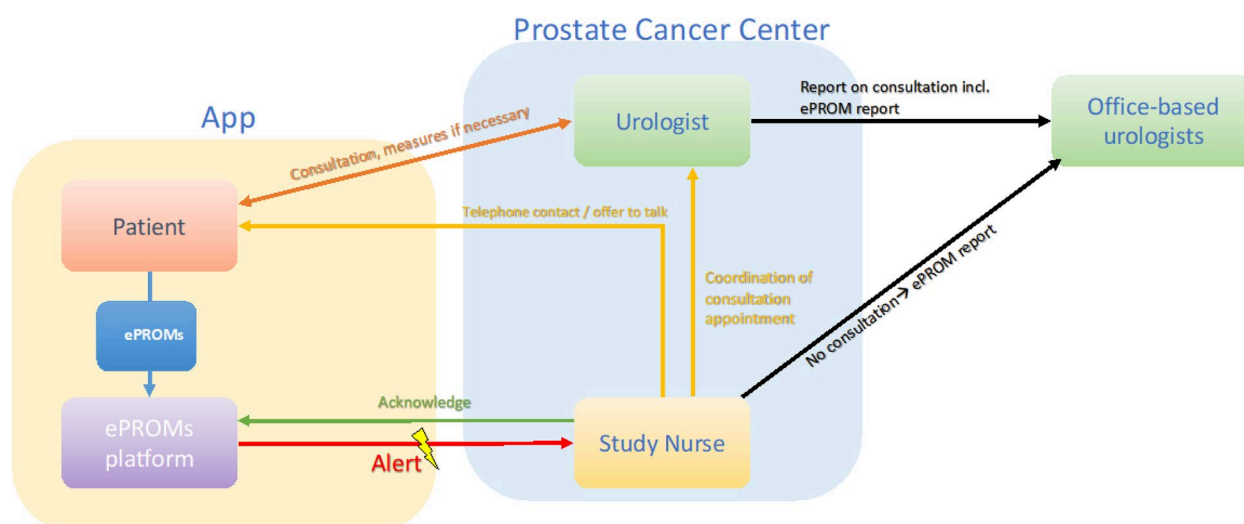 Prostate Cancer Center
App
Urologist
Report on consultation incl.
ePROM report
Office-based
urologists
Consultation, measures if necessary
Patient
Telephone contact / offer to talk
Coordination of
consultation
appointment
No consultation→ ePROM report
ePROMs
ePROMs
platform
Acknowledge
Alert
Study Nurse